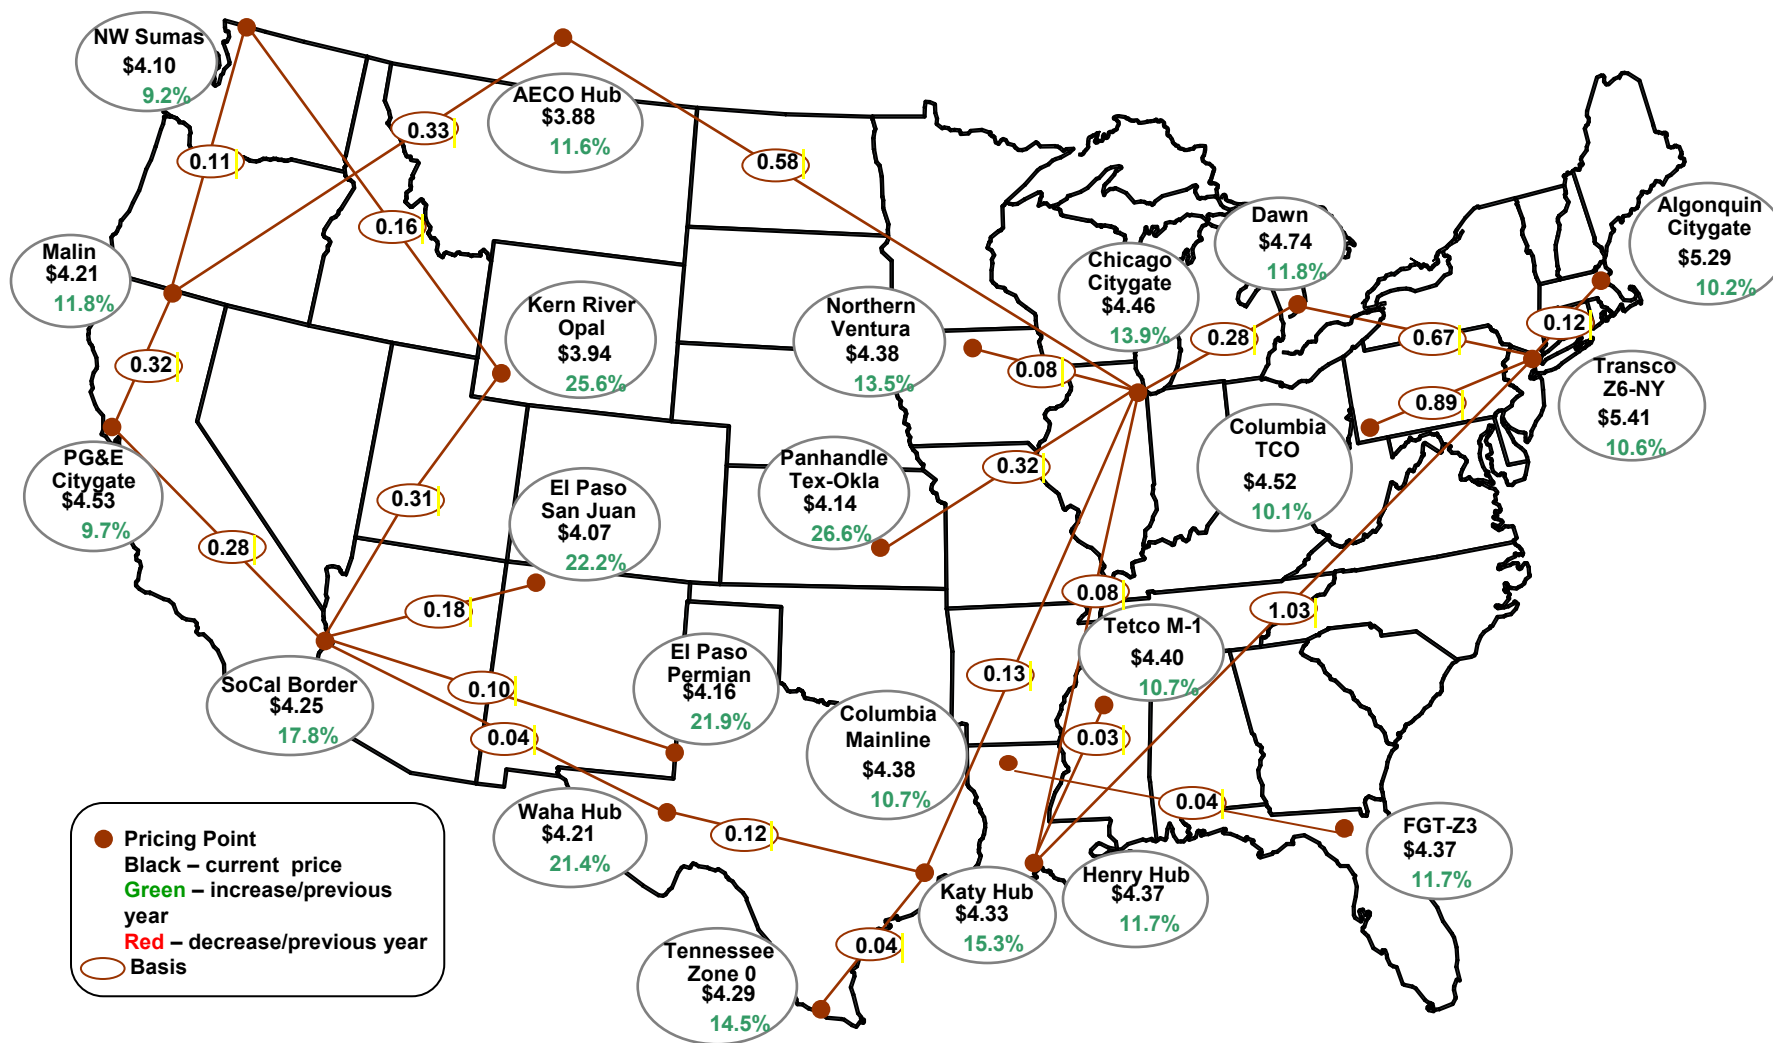 NW Sumas
$4.10
9.2%
AECO Hub
$3.88
11.6%
0.33
0.11
0.58
0.16
Malin
$4.21
11.8%
Kern River
Opal
$3.94
25.6%
Northern
Ventura
$4.38
13.5%
Chicago
Citygate
$4.46
13.9%
Dawn
$4.74
11.8%
Algonquin
Citygate
$5.29
10.2%
0.32
0.08
0.28
0.67
0.12
0.89
Transco
Z6-NY
$5.41
10.6%
PG&E
Citygate
$4.53
9.7%
0.28
0.31
El Paso
San Juan
$4.07
22.2%
Panhandle
Tex-Okla
$4.14
26.6%
0.32
Columbia
TCO
$4.52
10.1%
0.18
0.08
1.03
SoCal Border
$4.25
17.8%
0.10
0.04
El Paso
Permian
$4.16
21.9%
Columbia
Mainline
$4.38
10.7%
0.13
Tetco M-1
$4.40
10.7%
0.03
0.04
Waha Hub
$4.21
21.4%
0.12
Katy Hub
$4.33
15.3%
Henry Hub
$4.37
11.7%
FGT-Z3
$4.37
11.7%
Tennessee
Zone 0
$4.29
14.5%
0.04
Pricing Point
Black – current price
Green – increase/previous
year
Red – decrease/previous year
Basis